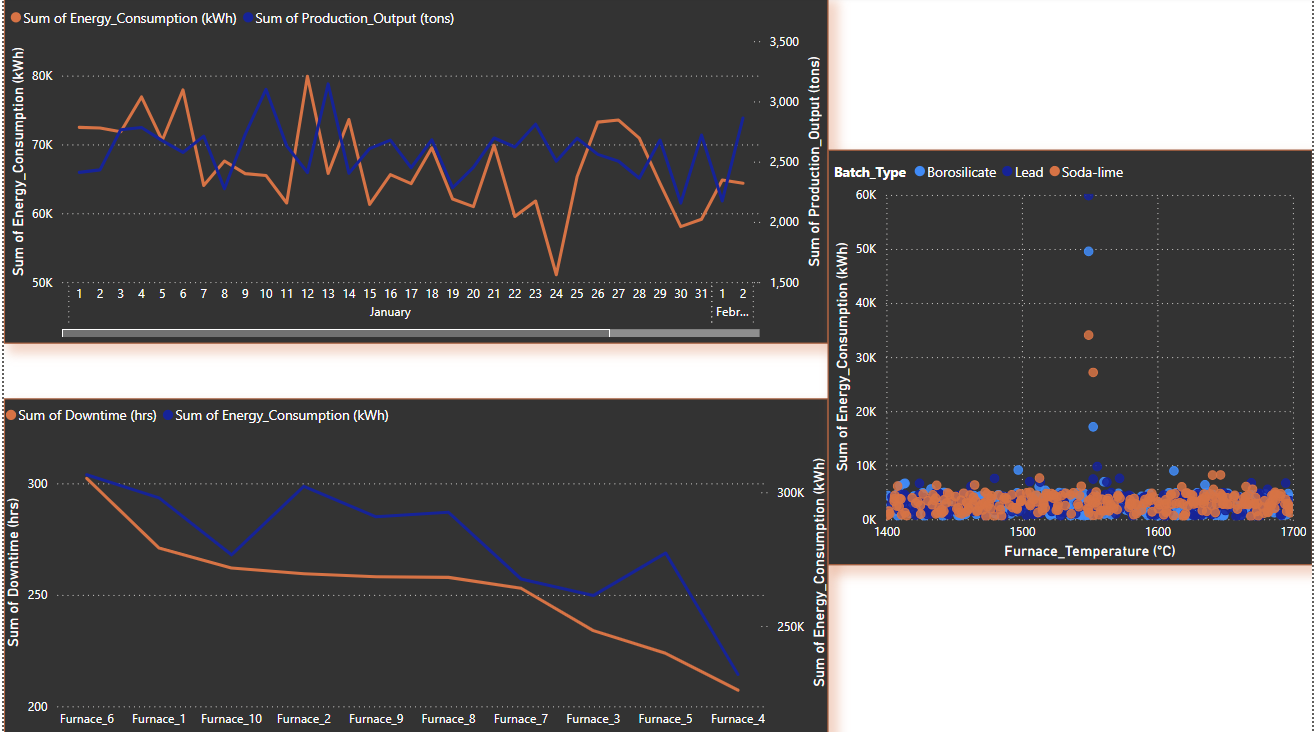 Sum of Energy_Consumption (kWh) Sum of Production_Output (tons)
Sum of Energy_Consumption (kWh)
80K
70K
60K
50K
3,500
3,000
2,500
2,000
1,500
Sum of Production_Output (tons)
1 2 3 4 5 6 7 8 9 10 11 12 13 14 15 16 17 18 19 20 21 22 23 24 25 26 27 28 29 30 31 1 2
January Febr...
Batch_Type Borosilicate Lead Soda-lime
Sum of Energy_Consumption (kWh)
60K
50K
40K
30K
20K
10K
0K
1400 1500 1600 1700
Furnace_Temperature (°C)
Sum of Downtime (hrs) Sum of Energy_Consumption (kWh)
Sum of Downtime (hrs)
300
250
200
300K
250K
Sum of Energy_Consumption (kWh)
Furnace_6 Furnace_1 Furnace_10 Furnace_2 Furnace_9 Furnace_8 Furnace_7 Furnace_3 Furnace_5 Furnace_4